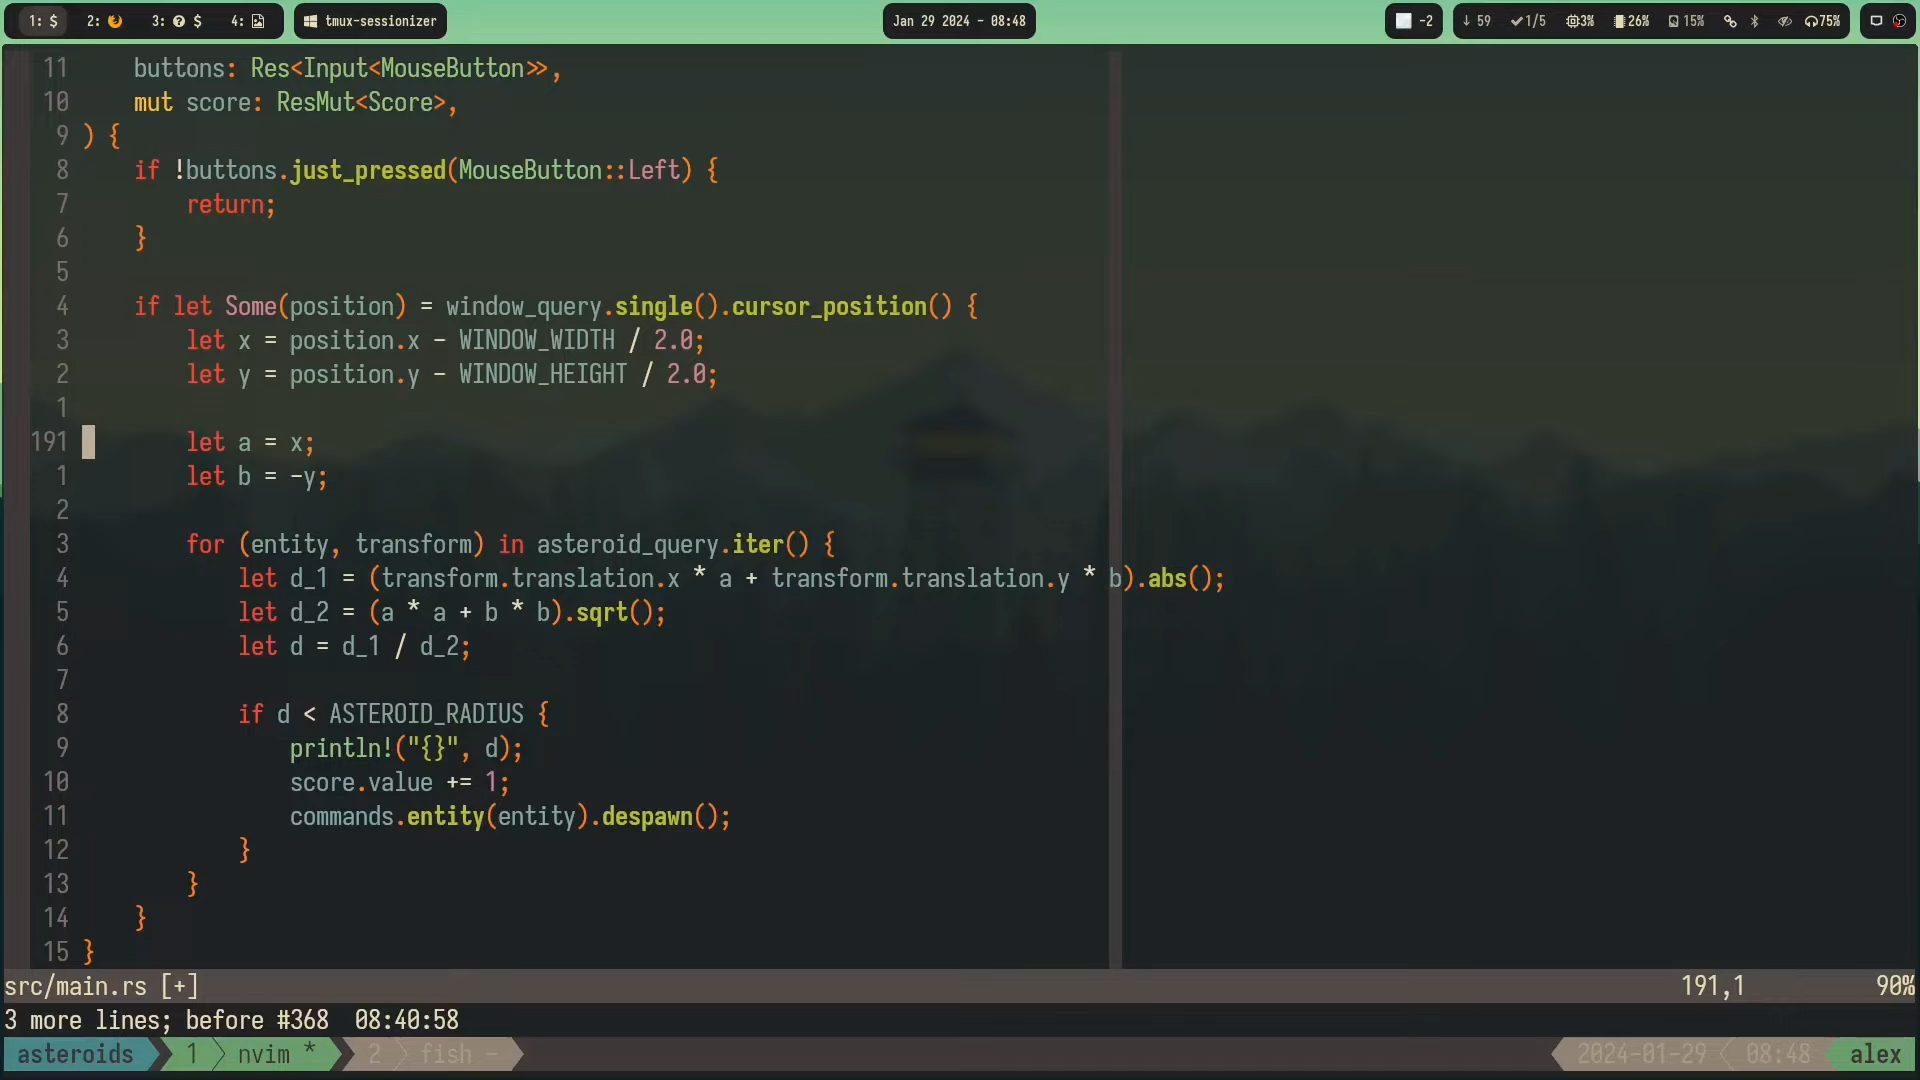 1: $ 2: 3: $ 4: tmux-sessionizer Jan 29 2024 - 08:48 -2 ↓ 59 ✓1/5 3% 26% 15% 75%
11 buttons: Res<Input<MouseButton>>,
10 mut score: ResMut<Score>,
9 ) {
8 if !buttons.just_pressed(MouseButton::Left) {
7 return;
6 }
5
4 if let Some(position) = window_query.single().cursor_position() {
3 let x = position.x - WINDOW_WIDTH / 2.0;
2 let y = position.y - WINDOW_HEIGHT / 2.0;
1
191 let a = x;
1 let b = -y;
2
3 for (entity, transform) in asteroid_query.iter() {
4 let d_1 = (transform.translation.x * a + transform.translation.y * b).abs();
5 let d_2 = (a * a + b * b).sqrt();
6 let d = d_1 / d_2;
7
8 if d < ASTEROID_RADIUS {
9 println!("{}", d);
10 score.value += 1;
11 commands.entity(entity).despawn();
12 }
13 }
14 }
15 }
src/main.rs [+] 191,1 90%
3 more lines; before #368 08:40:58
asteroids 1 nvim * 2 fish - 2024-01-29 08:48 alex